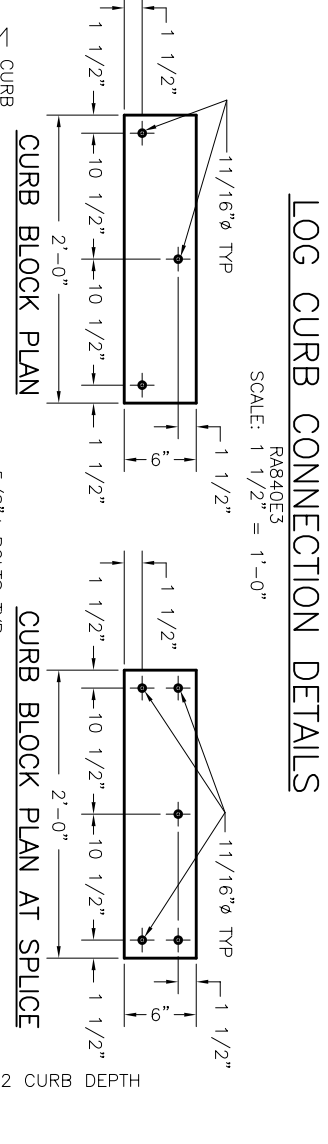 LOG CURB CONNECTION DETAILS
RA840E3
SCALE: 1 1/2" = 1'-0"
11/16"ø TYP
1 1/2"
1 1/2"
6"
1 1/2"
1 1/2"
10 1/2"
10 1/2"
1 1/2"
2'-0"
CURB BLOCK PLAN
CURB
11/16"ø TYP
1 1/2"
1 1/2"
6"
1 1/2"
10 1/2"
10 1/2"
1 1/2"
2'-0"
CURB BLOCK PLAN AT SPLICE
2 CURB DEPTH